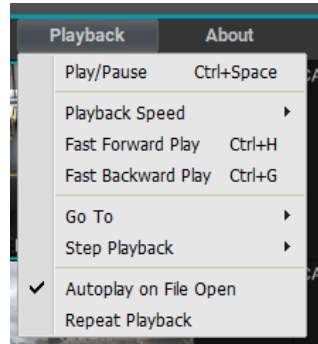 Playback About
Play/Pause Ctrl+Space
Playback Speed
Fast Forward Play Ctrl+H
Fast Backward Play Ctrl+G
Go To
Step Playback
Autoplay on File Open
Repeat Playback